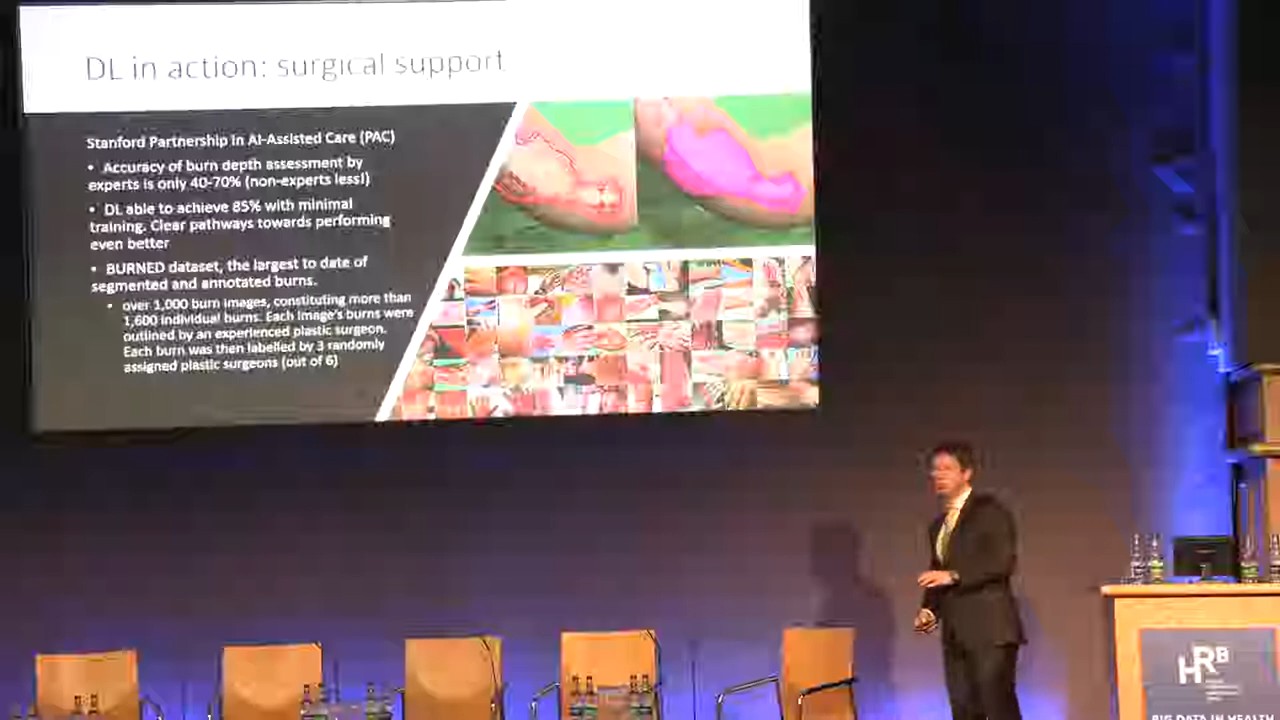 DL in action: surgical support
Stanford Partnership in AI-Assisted Care (PAC)
• Accuracy of burn depth assessment by
experts is only 40-70% (non-experts less!)
• DL able to achieve 85% with minimal
training. Clear pathways towards performing
even better
• BURNED dataset, the largest to date of
segmented and annotated burns.
• over 1,000 burn images, constituting more than
1,600 individual burns. Each image's burns were
outlined by an experienced plastic surgeon.
Each burn was then labelled by 3 randomly
assigned plastic surgeons (out of 6)
HRB
BIG DATA IN HEALTH